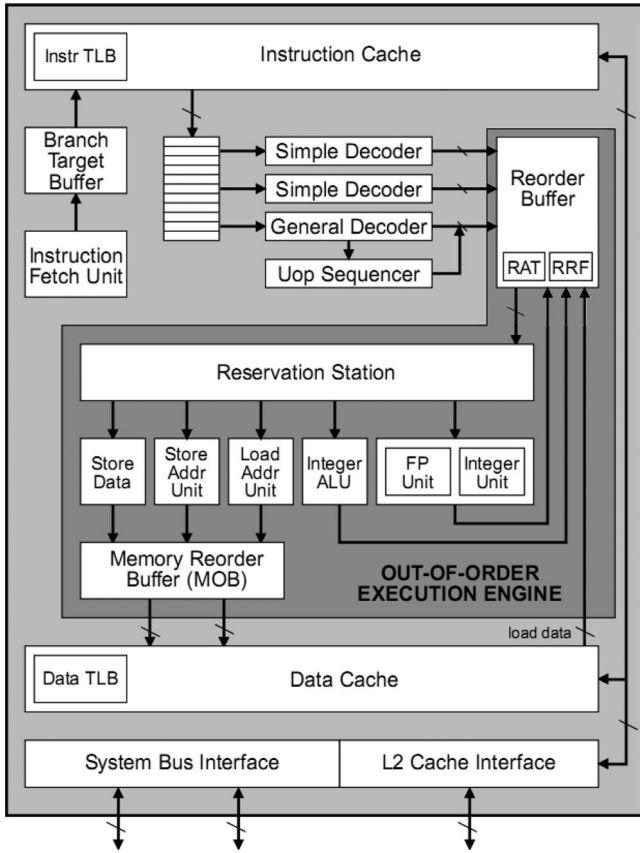 Instr TLB
Instruction Cache
Branch
Target
Buffer
Instruction
Fetch Unit
Simple Decoder
Simple Decoder
General Decoder
Uop Sequencer
Reorder
Buffer
RAT
RRF
Reservation Station
Store
Data
Store
Addr
Unit
Load
Addr
Unit
Integer
ALU
FP
Unit
Integer
Unit
Memory Reorder
Buffer (MOB)
OUT-OF-ORDER
EXECUTION ENGINE
load data
Data TLB
Data Cache
System Bus Interface
L2 Cache Interface